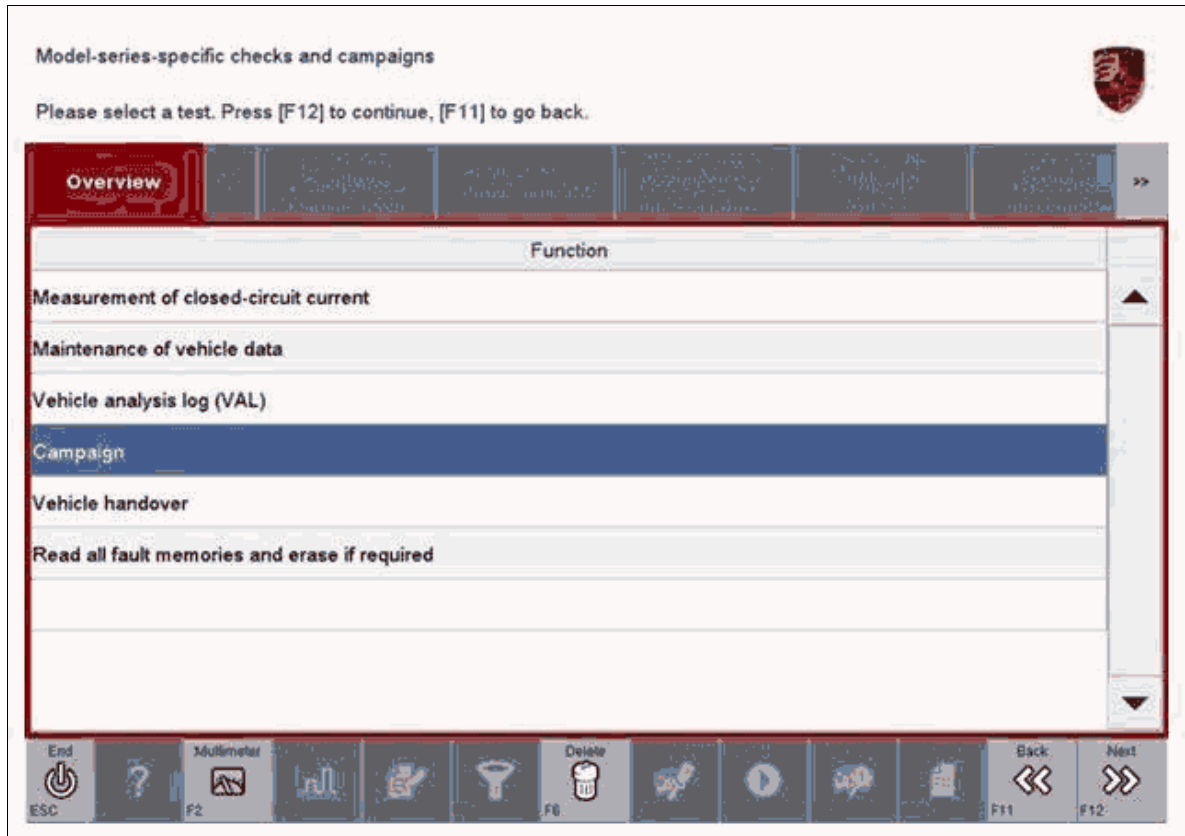 Model-series-specific checks and campaigns
Please select a test. Press [F12] to continue, [F11] to go back.
Overview
>>
Function
Measurement of closed-circuit current
Maintenance of vehicle data
Vehicle analysis log (VAL)
Campaign
Vehicle handover
Read all fault memories and erase if required
End Multimeter Delete Back Next
ESC F2 F6 F11 F12